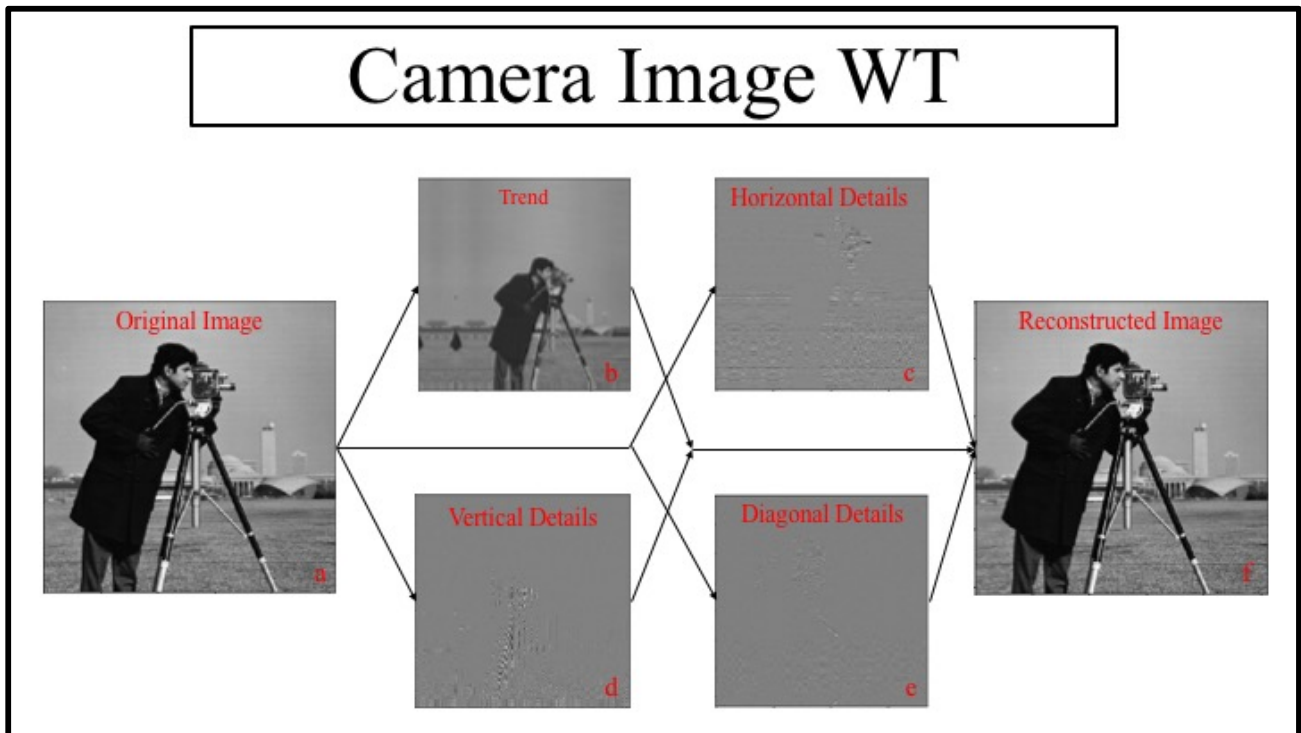 Camera Image WT
Original Image
a
Trend
b
Horizontal Details
c
Vertical Details
d
Diagonal Details
e
Reconstructed Image
f